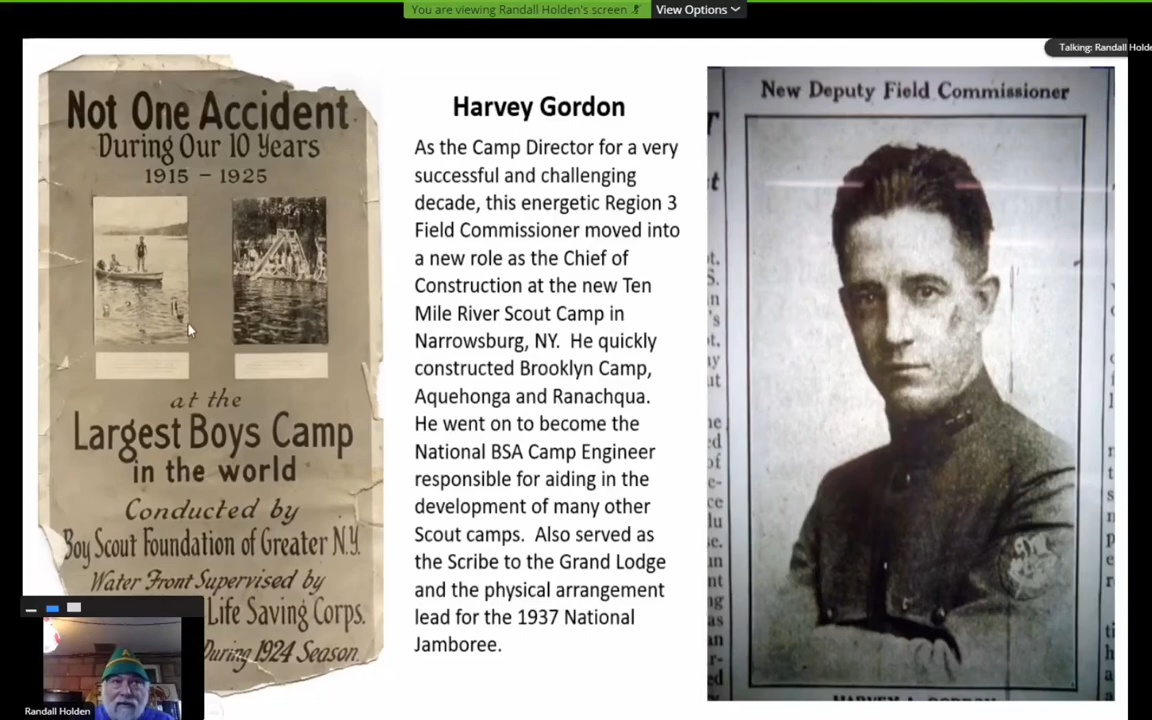 You are viewing Randall Holden's screen
View Options
Talking: Randall Holde
Not One Accident
During Our 10 Years
1915 – 1925
at the
Largest Boys Camp
in the world
Conducted by
Boy Scout Foundation of Greater N.Y.
Water Front Supervised by
Life Saving Corps.
During 1924 Season.
Harvey Gordon
As the Camp Director for a very
successful and challenging
decade, this energetic Region 3
Field Commissioner moved into
a new role as the Chief of
Construction at the new Ten
Mile River Scout Camp in
Narrowsburg, NY.  He quickly
constructed Brooklyn Camp,
Aquehonga and Ranachqua.
He went on to become the
National BSA Camp Engineer
responsible for aiding in the
development of many other
Scout camps.  Also served as
the Scribe to the Grand Lodge
and the physical arrangement
lead for the 1937 National
Jamboree.
New Deputy Field Commissioner
HARVEY A. GORDON
Randall Holden